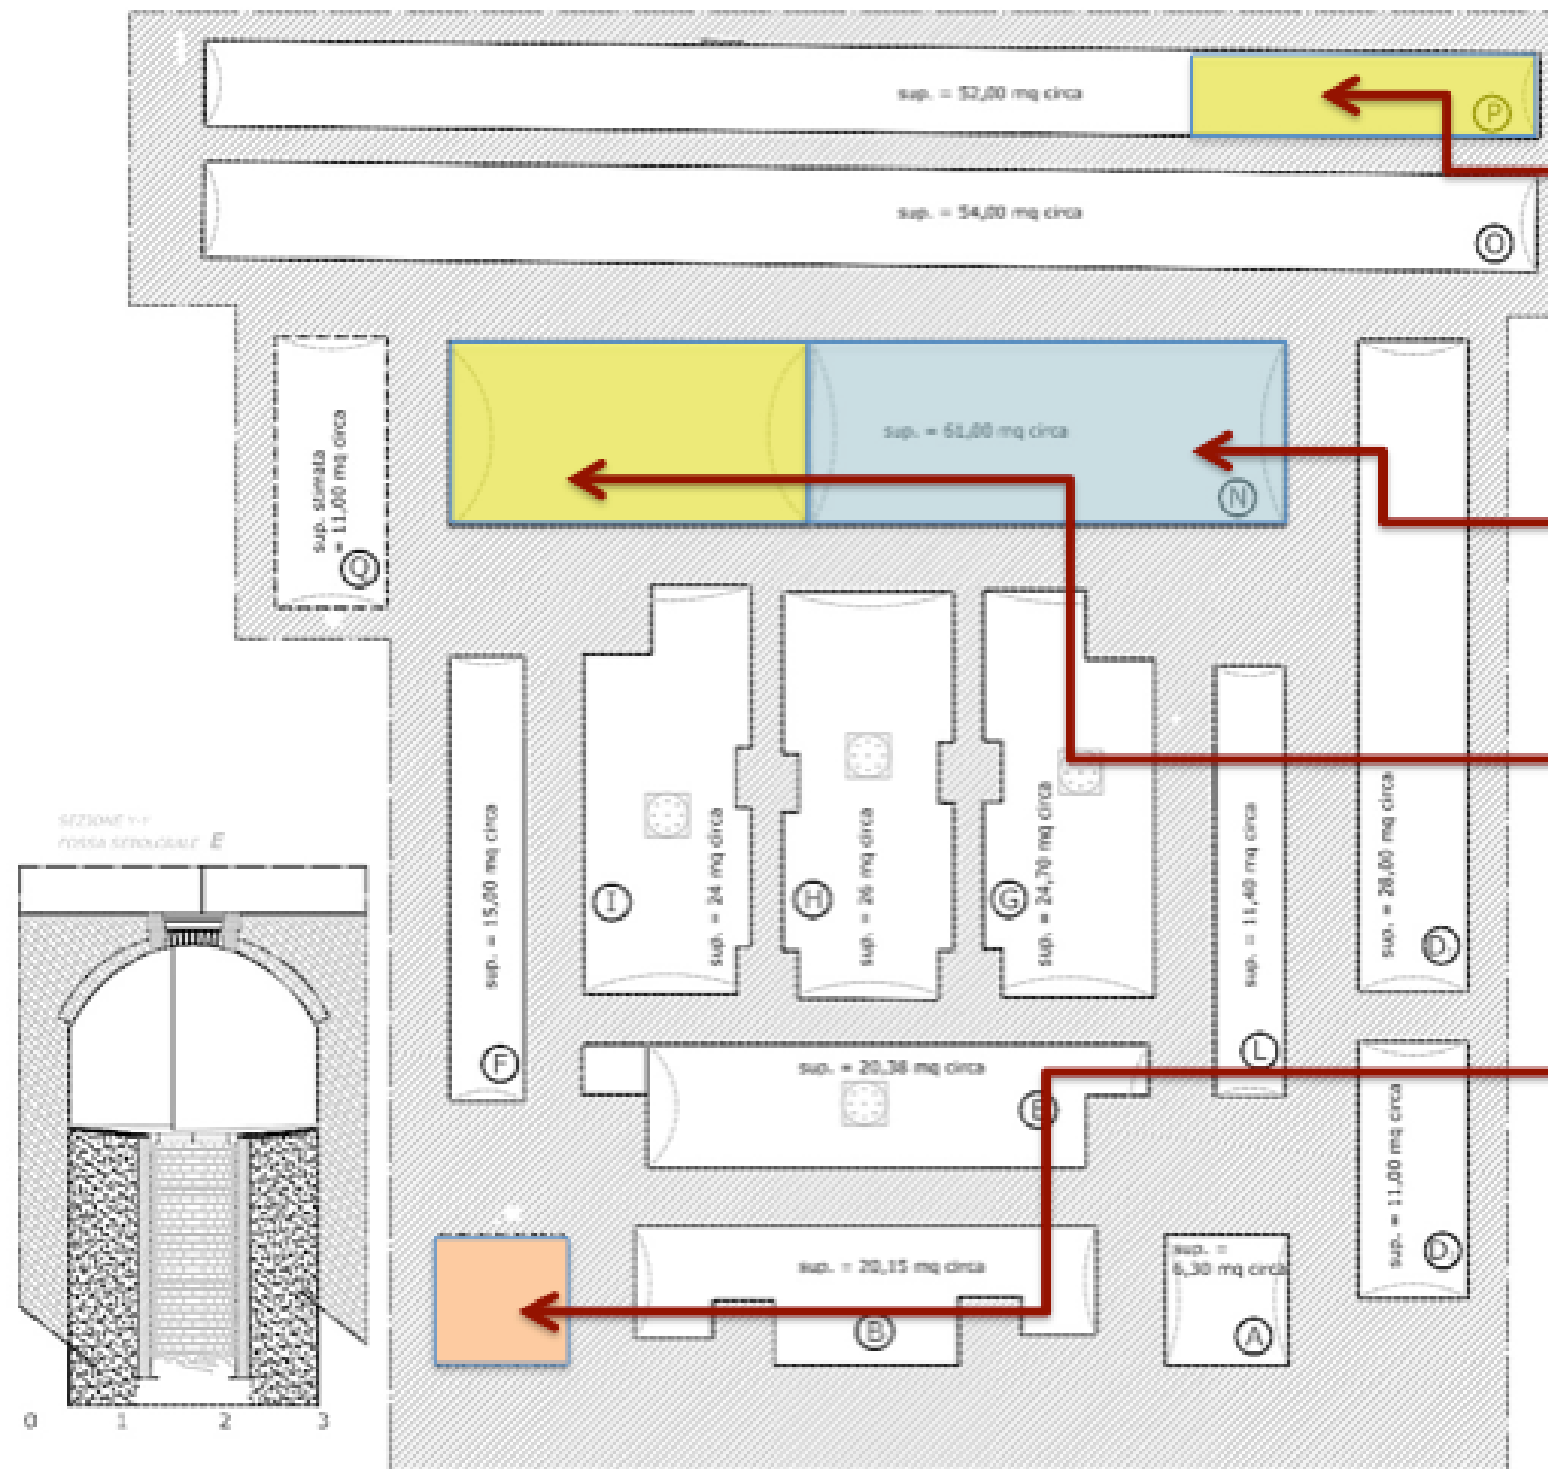 sup. = 52,00 mq circa
P
sup. = 54,00 mq circa
O
sup. stimata
= 11,00 mq circa
Q
sup. = 61,00 mq circa
N
sup. = 28,00 mq circa
D
sup. = 15,00 mq circa
F
sup. = 24 mq circa
I
sup. = 26 mq circa
H
sup. = 24,70 mq circa
G
sup. = 11,40 mq circa
L
SEZIONE Y-Y
FOSSA SEPOLCRALE E
0 1 2 3
sup. = 20,38 mq circa
E
sup. = 11,00 mq circa
D
sup. = 20,15 mq circa
B
sup. =
6,30 mq circa
A